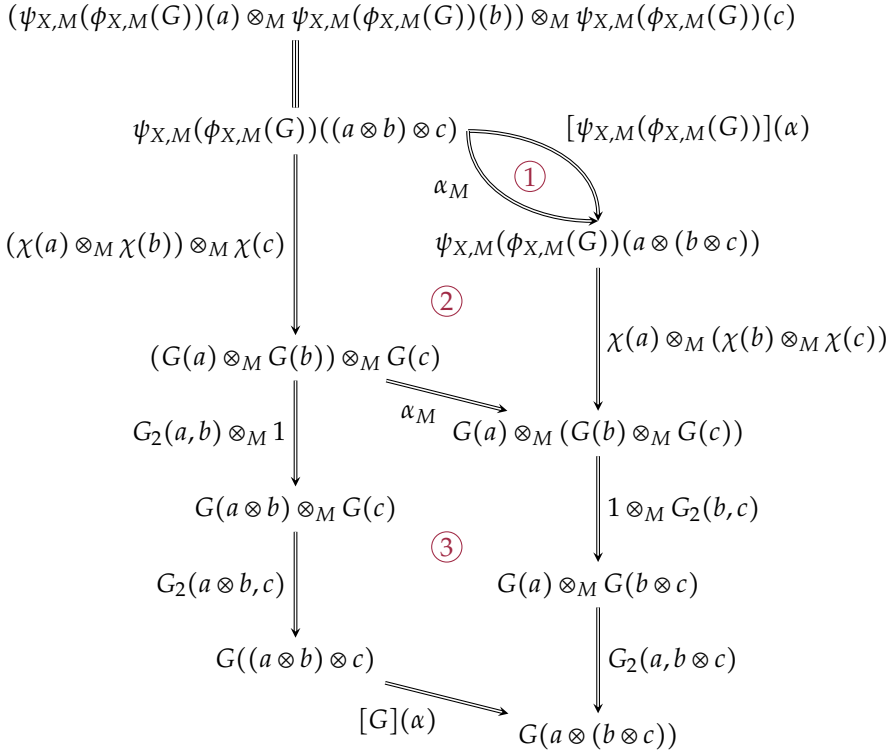 (ψ_{X,M}(ϕ_{X,M}(G))(a) ⊗_M ψ_{X,M}(ϕ_{X,M}(G))(b)) ⊗_M ψ_{X,M}(ϕ_{X,M}(G))(c)
ψ_{X,M}(ϕ_{X,M}(G))((a ⊗ b) ⊗ c)
[ψ_{X,M}(ϕ_{X,M}(G))](α)
①
α_M
(χ(a) ⊗_M χ(b)) ⊗_M χ(c)
ψ_{X,M}(ϕ_{X,M}(G))(a ⊗ (b ⊗ c))
②
χ(a) ⊗_M (χ(b) ⊗_M χ(c))
(G(a) ⊗_M G(b)) ⊗_M G(c)
α_M
G_2(a, b) ⊗_M 1
G(a) ⊗_M (G(b) ⊗_M G(c))
G(a ⊗ b) ⊗_M G(c)
1 ⊗_M G_2(b, c)
③
G_2(a ⊗ b, c)
G(a) ⊗_M G(b ⊗ c)
G((a ⊗ b) ⊗ c)
G_2(a, b ⊗ c)
[G](α)
G(a ⊗ (b ⊗ c))